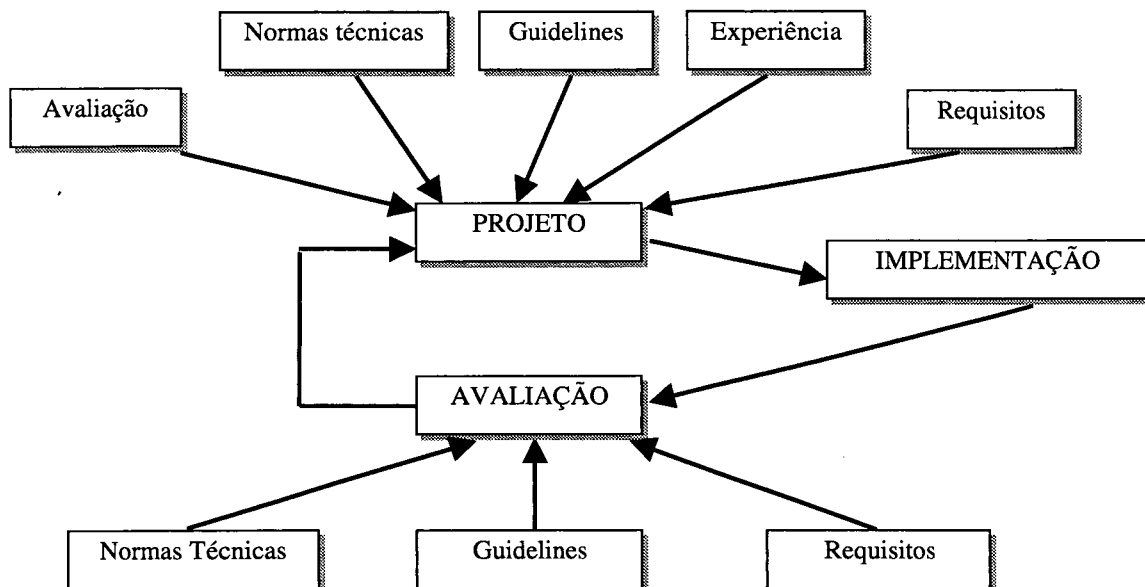 Normas técnicas
Guidelines
Experiência
Avaliação
Requisitos
PROJETO
IMPLEMENTAÇÃO
AVALIAÇÃO
Normas Técnicas
Guidelines
Requisitos